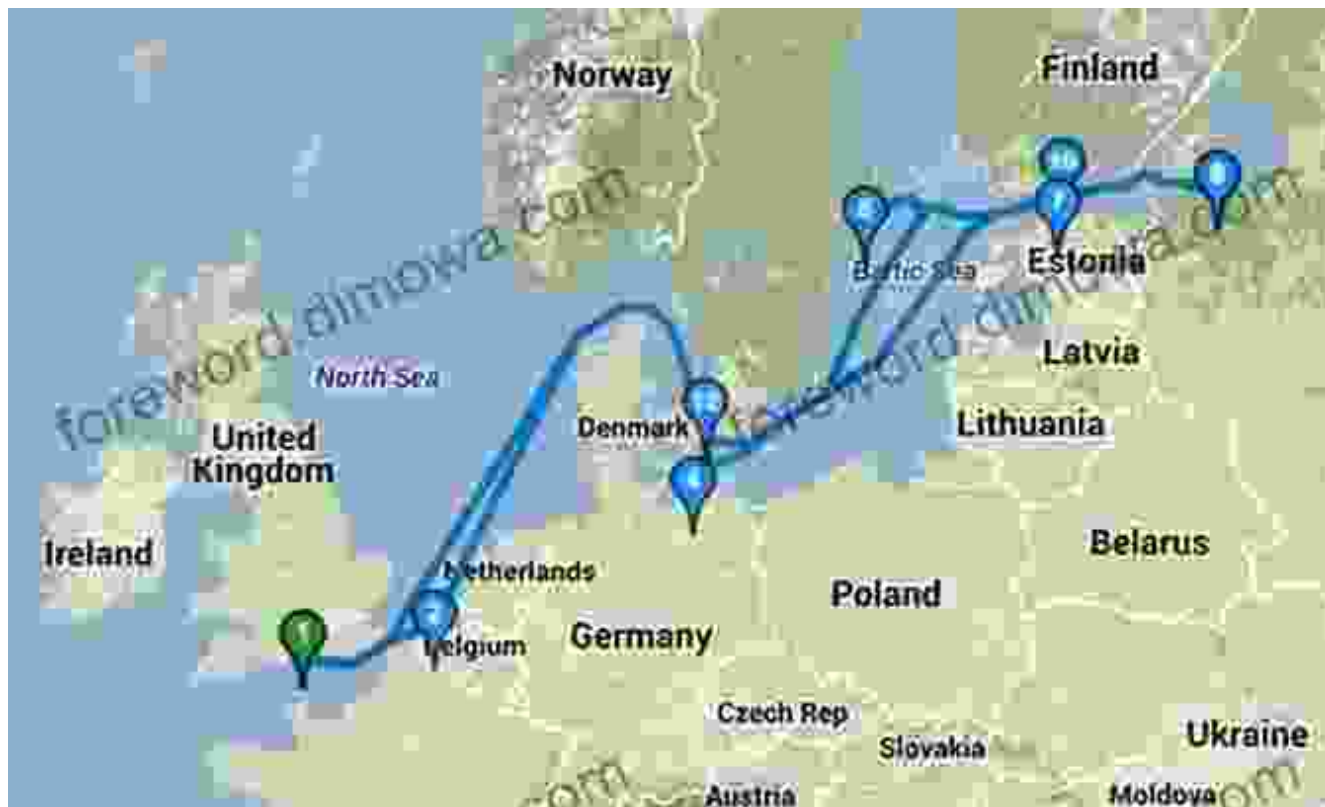 Norway
Finland
foreword.dimowa.com
Baltic Sea
Estonia
foreword.dimowa.com
North Sea
Latvia
Denmark
Lithuania
United
Kingdom
Ireland
Netherlands
Belarus
Poland
1
Belgium
Germany
Czech Rep
Ukraine
Slovakia
Austria
Moldova